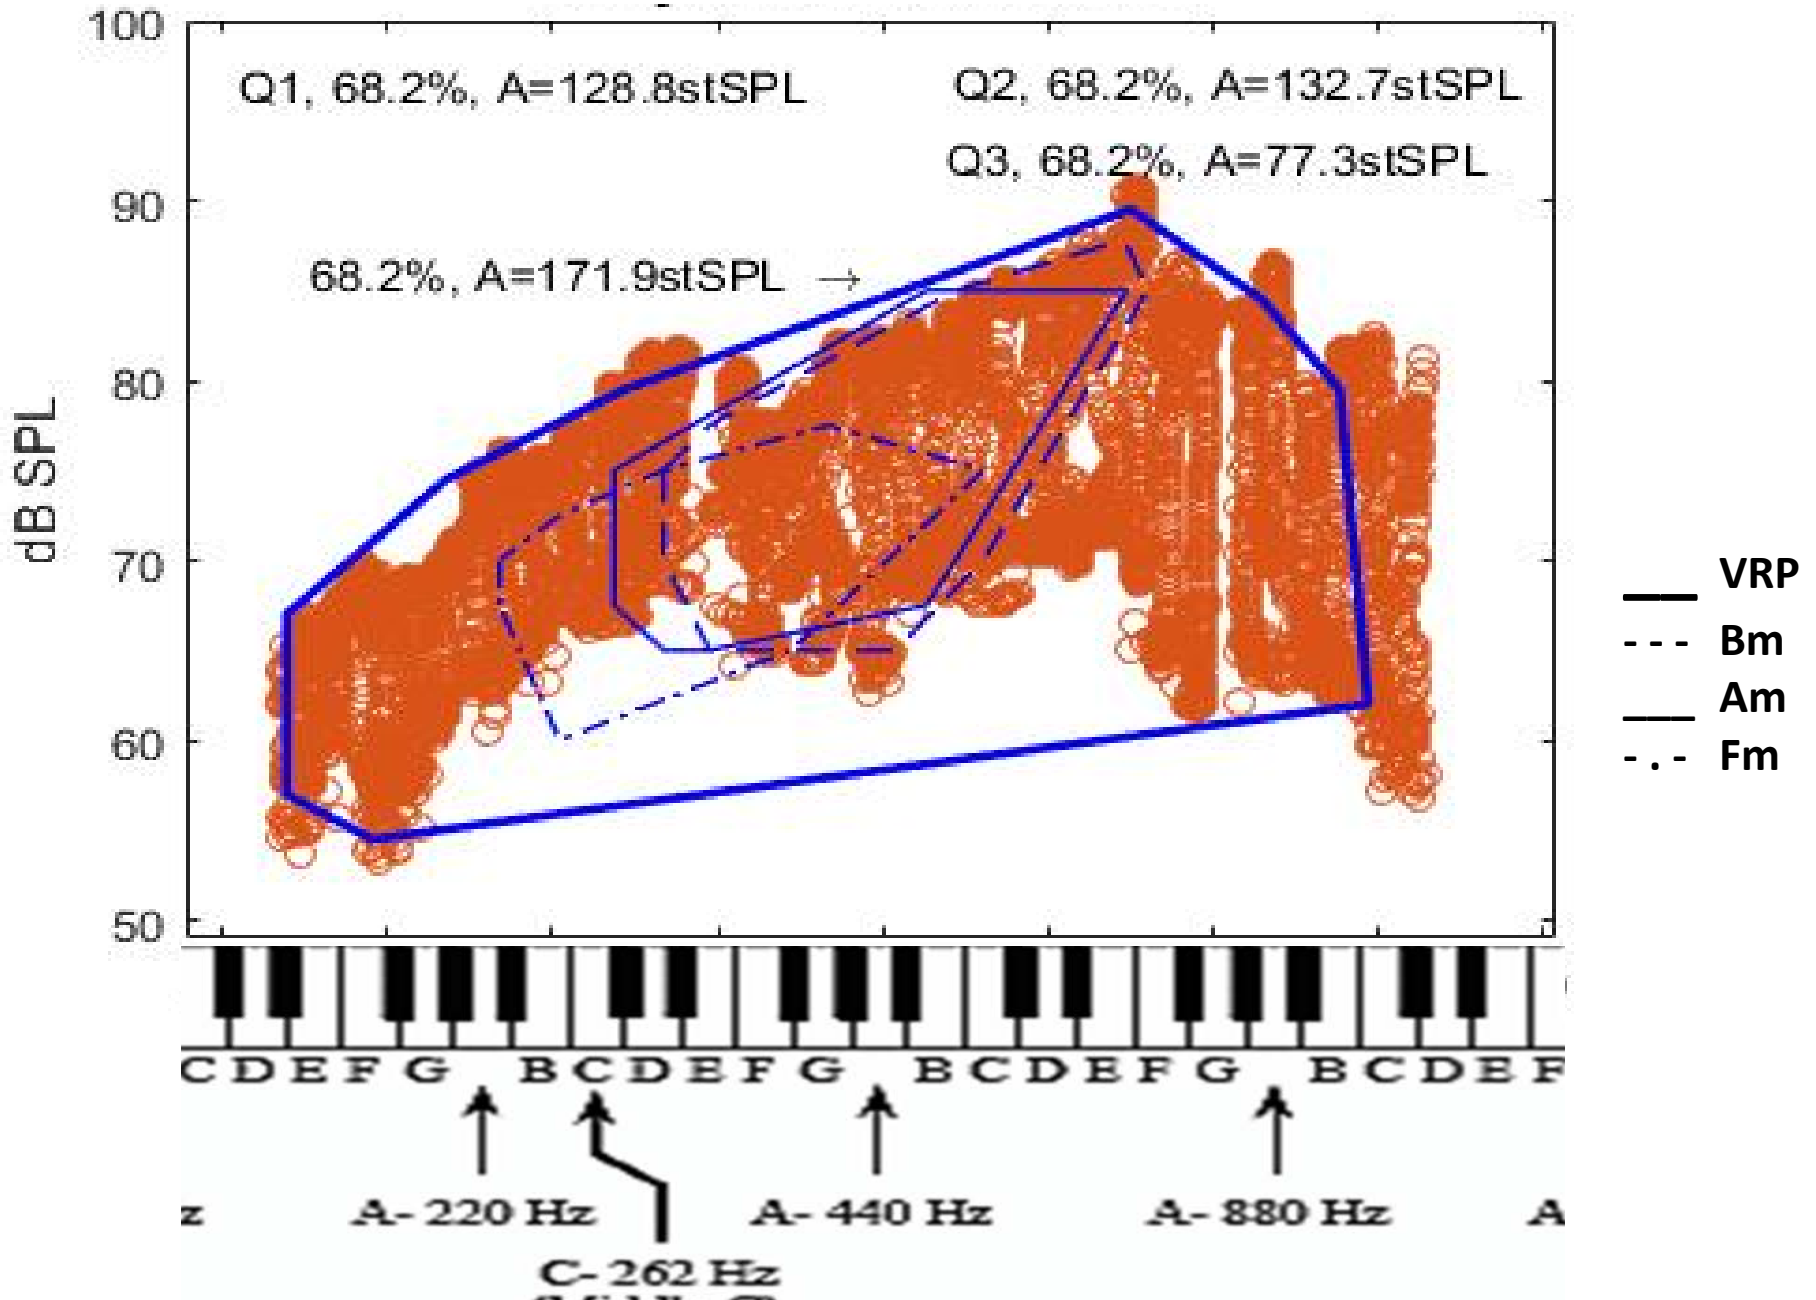 100
Q1, 68.2%, A=128.8stSPL
Q2, 68.2%, A=132.7stSPL
Q3, 68.2%, A=77.3stSPL
90
68.2%, A=171.9stSPL →
80
dB SPL
70
60
50
VRP
- - - Bm
Am
- . - Fm
C D E F G B C D E F G B C D E F G B C D E F
z A- 220 Hz A- 440 Hz A- 880 Hz A
C- 262 Hz